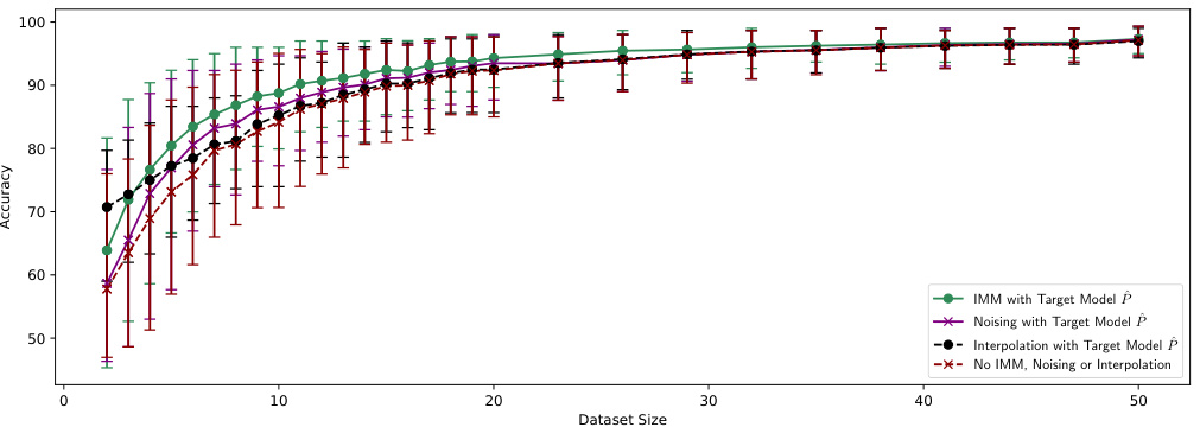 100
90
80
70
60
50
Accuracy
0
10
20
30
40
50
Dataset Size
IMM with Target Model P̂
Noising with Target Model P̂
Interpolation with Target Model P̂
No IMM, Noising or Interpolation